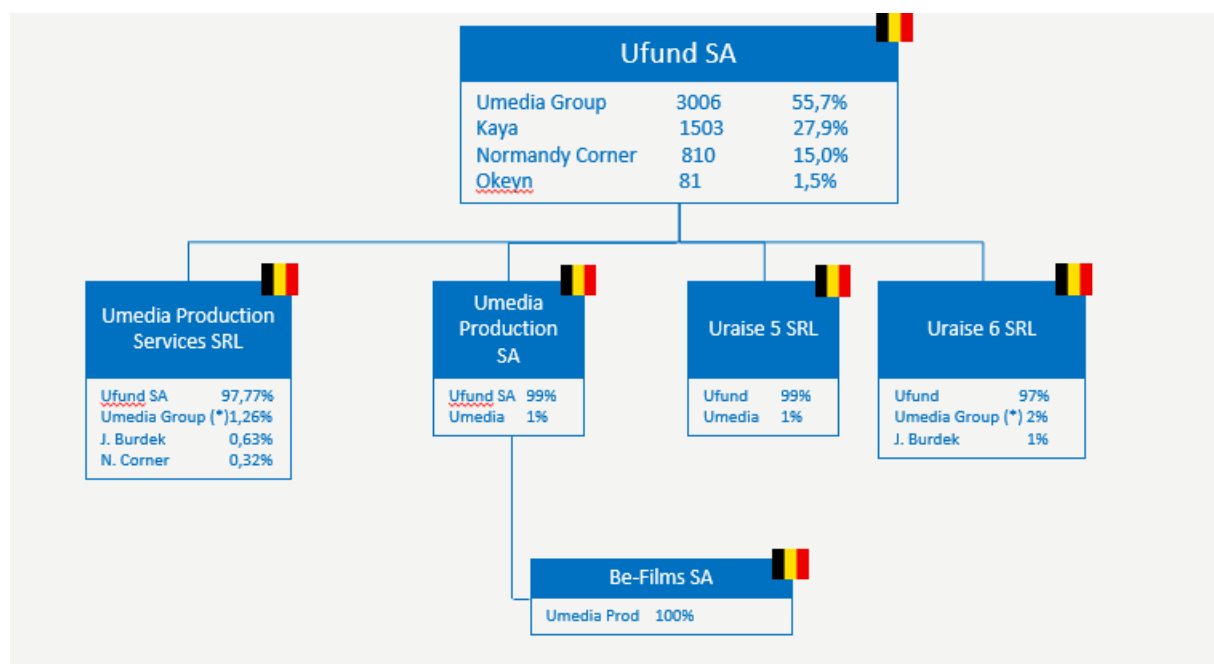 Ufund SA
Umedia Group 3006 55,7%
Kaya 1503 27,9%
Normandy Corner 810 15,0%
Okeyn 81 1,5%
Umedia Production
Services SRL
Ufund SA 97,77%
Umedia Group (*)1,26%
J. Burdek 0,63%
N. Corner 0,32%
Umedia
Production
SA
Ufund SA 99%
Umedia 1%
Uraise 5 SRL
Ufund 99%
Umedia 1%
Uraise 6 SRL
Ufund 97%
Umedia Group (*) 2%
J. Burdek 1%
Be-Films SA
Umedia Prod 100%